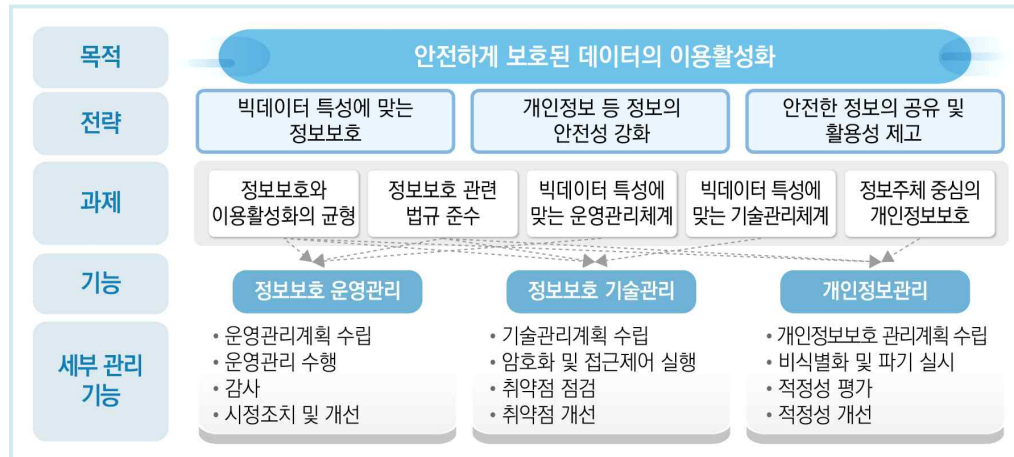 목적
안전하게 보호된 데이터의 이용활성화
전략
빅데이터 특성에 맞는
정보보호
개인정보 등 정보의
안전성 강화
안전한 정보의 공유 및
활용성 제고
과제
정보보호와
이용활성화의 균형
정보보호 관련
법규 준수
빅데이터 특성에
맞는 운영관리체계
빅데이터 특성에
맞는 기술관리체계
정보주체 중심의
개인정보보호
기능
정보보호 운영관리
정보보호 기술관리
개인정보관리
세부 관리
기능
• 운영관리계획 수립
• 운영관리 수행
• 감사
• 시정조치 및 개선
• 기술관리계획 수립
• 암호화 및 접근제어 실행
• 취약점 점검
• 취약점 개선
• 개인정보보호 관리계획 수립
• 비식별화 및 파기 실시
• 적정성 평가
• 적정성 개선